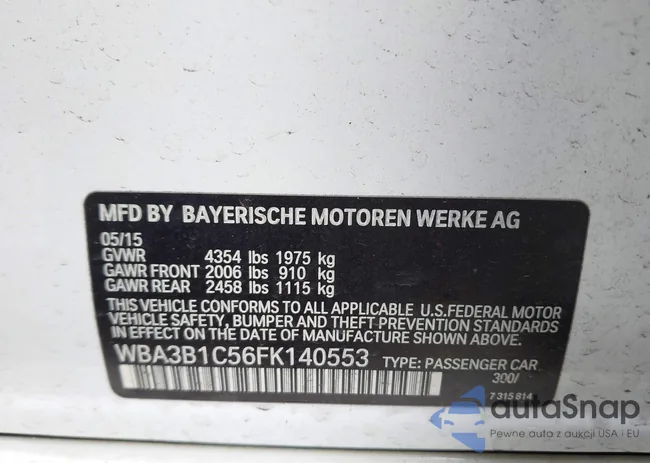 MFD BY BAYERISCHE MOTOREN WERKE AG
05/15
GVWR 4354 lbs 1975 kg
GAWR FRONT 2006 lbs 910 kg
GAWR REAR 2458 lbs 1115 kg
THIS VEHICLE CONFORMS TO ALL APPLICABLE U.S.FEDERAL MOTOR
VEHICLE SAFETY, BUMPER AND THEFT PREVENTION STANDARDS
IN EFFECT ON THE DATE OF MANUFACTURE SHOWN ABOVE.
WBA3B1C56FK140553 TYPE: PASSENGER CAR
300/
7 315 814
autaSnap
Pewne auta z aukcji USA i EU